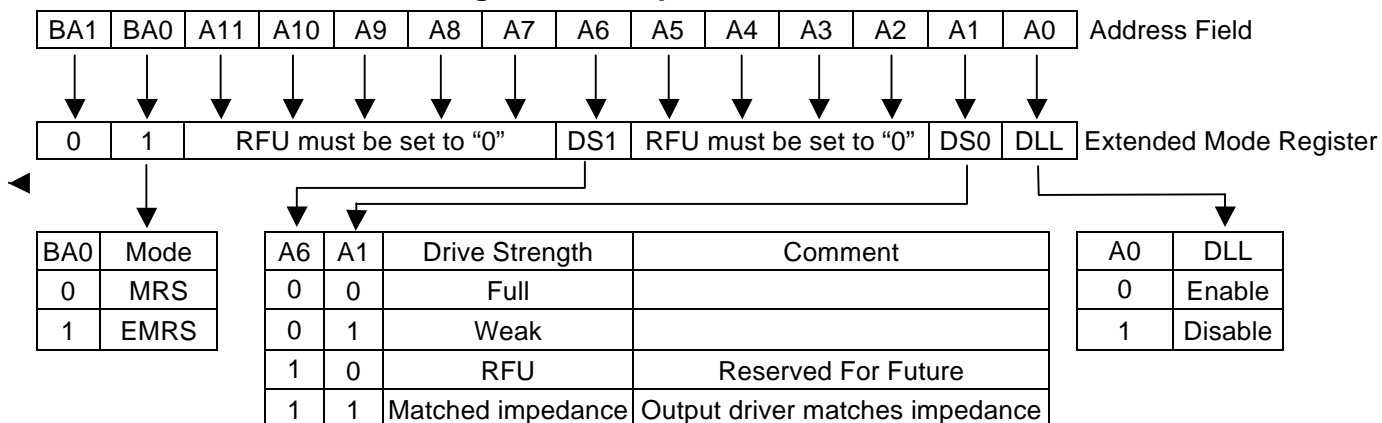 BA1 BA0 A11 A10 A9 A8 A7 A6 A5 A4 A3 A2 A1 A0 Address Field
0 1 RFU must be set to “0” DS1 RFU must be set to “0” DS0 DLL Extended Mode Register
BA0 Mode
0 MRS
1 EMRS
A6 A1 Drive Strength Comment
0 0 Full
0 1 Weak
1 0 RFU Reserved For Future
1 1 Matched impedance Output driver matches impedance
A0 DLL
0 Enable
1 Disable